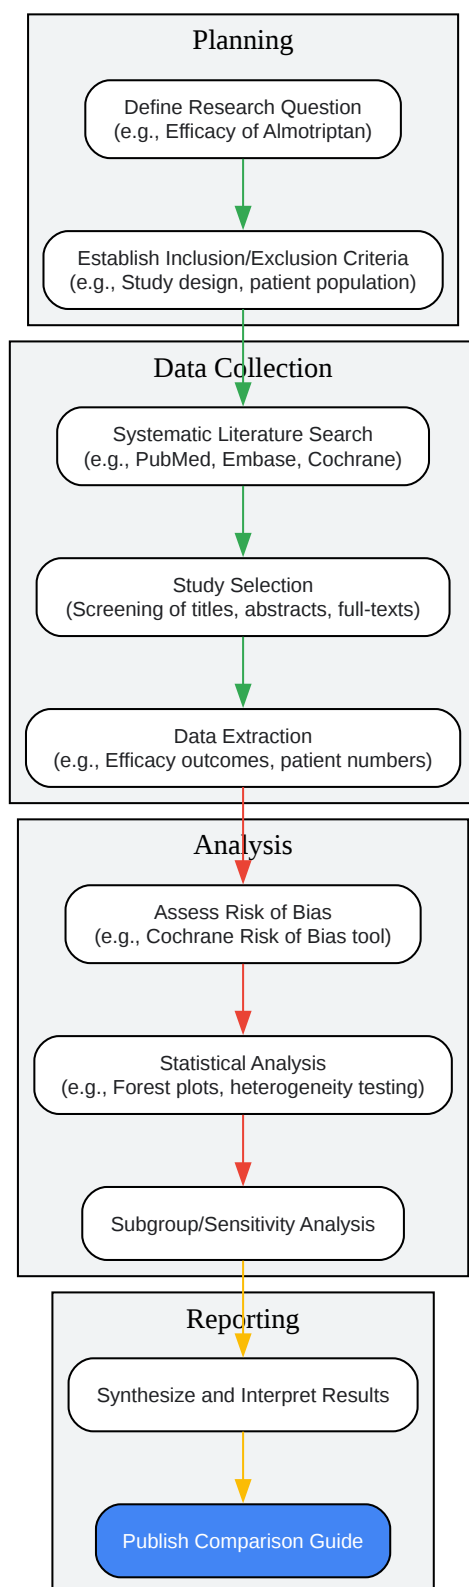 Planning
Define Research Question
(e.g., Efficacy of Almotriptan)
Establish Inclusion/Exclusion Criteria
(e.g., Study design, patient population)
Data Collection
Systematic Literature Search
(e.g., PubMed, Embase, Cochrane)
Study Selection
(Screening of titles, abstracts, full-texts)
Data Extraction
(e.g., Efficacy outcomes, patient numbers)
Analysis
Assess Risk of Bias
(e.g., Cochrane Risk of Bias tool)
Statistical Analysis
(e.g., Forest plots, heterogeneity testing)
Subgroup/Sensitivity Analysis
Reporting
Synthesize and Interpret Results
Publish Comparison Guide